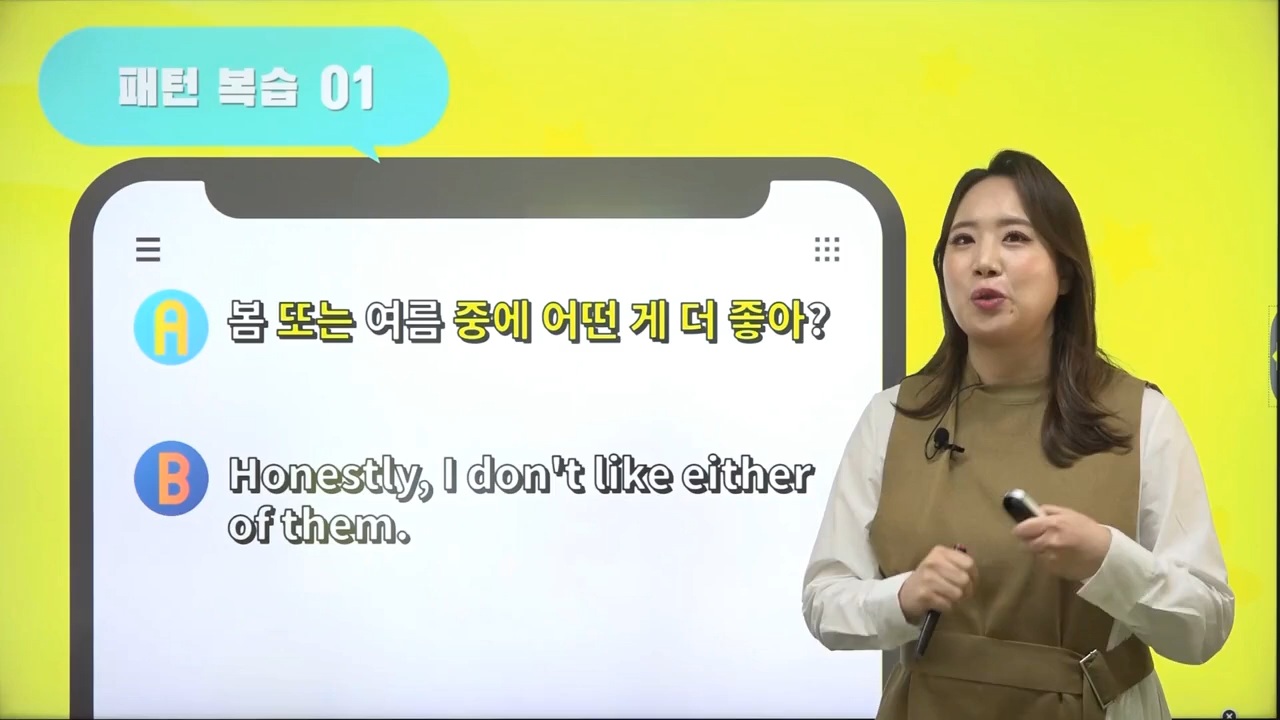 패턴 복습 01
A
봄 또는 여름 중에 어떤 게 더 좋아?
B
Honestly, I don't like either
of them.